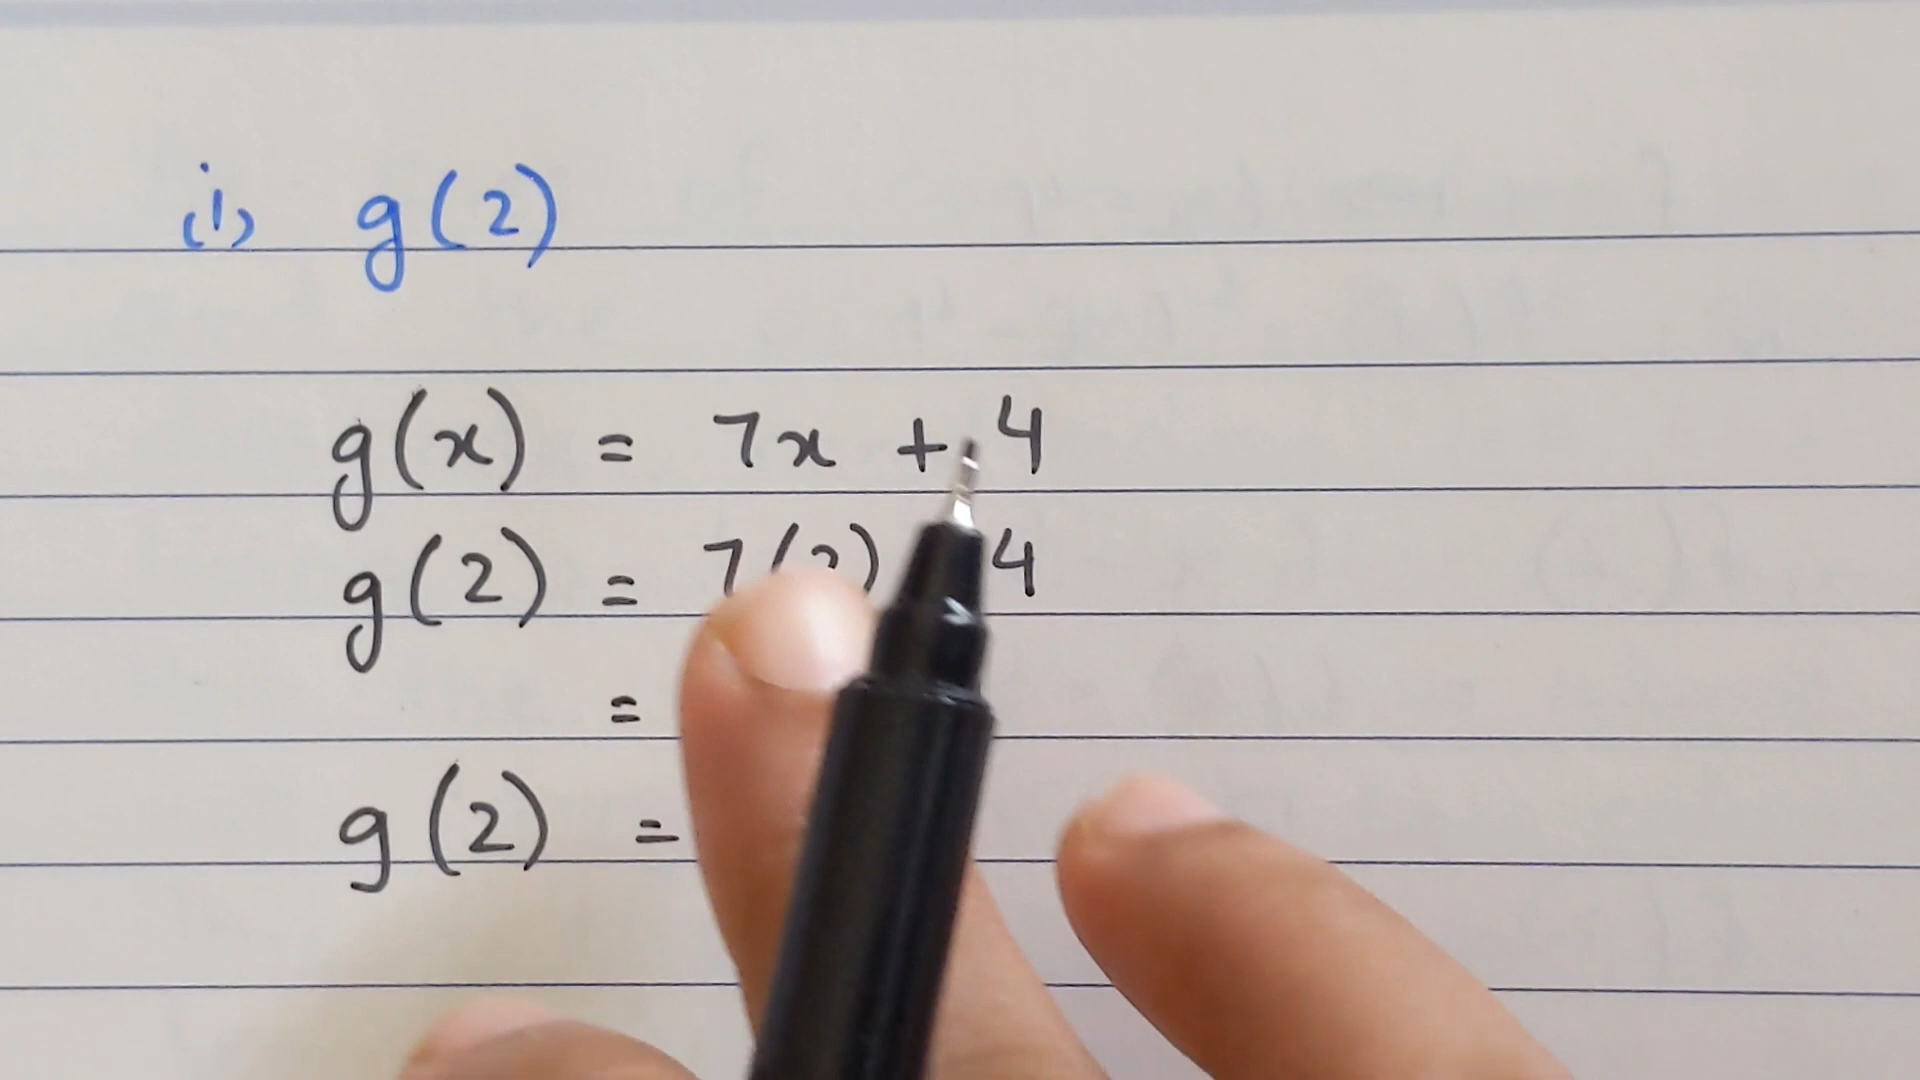 (i) g(2)
g(x) = 7x + 4
g(2) = 7(2) 4
=
g(2) =